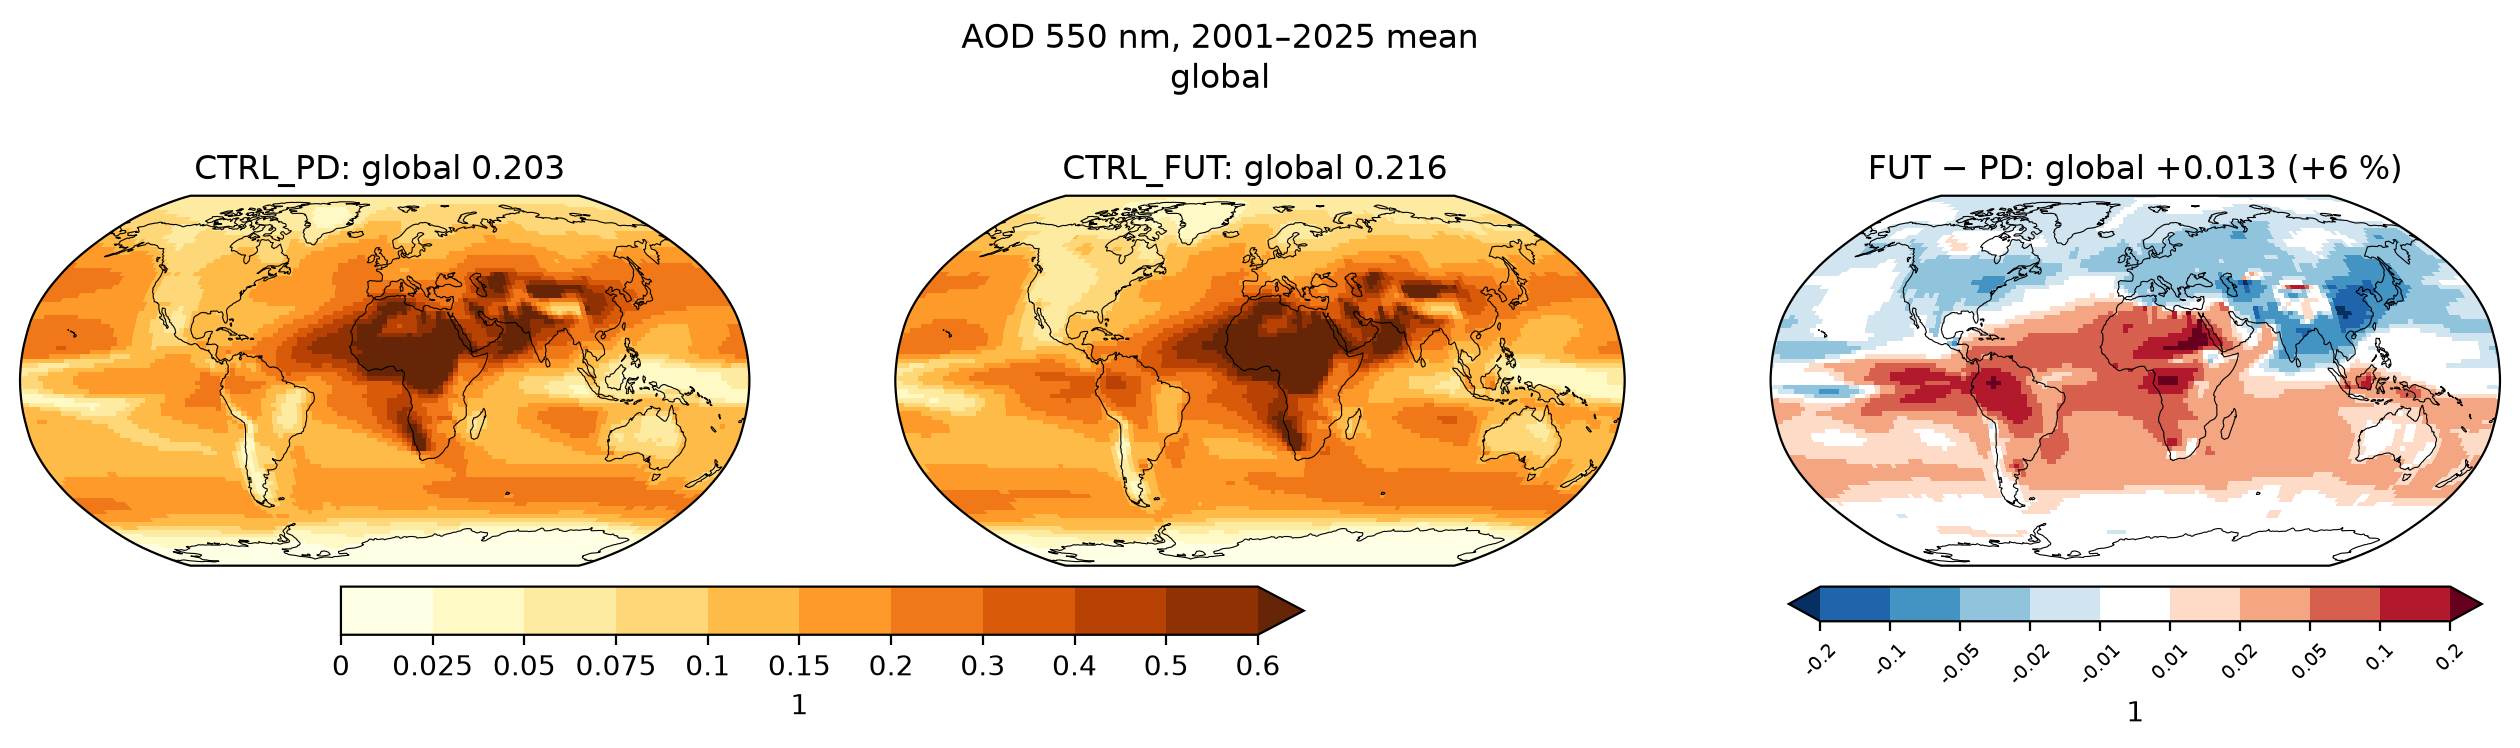 AOD 550 nm, 2001–2025 mean
global
CTRL_PD: global 0.203
CTRL_FUT: global 0.216
FUT − PD: global +0.013 (+6 %)
0 0.025 0.05 0.075 0.1 0.15 0.2 0.3 0.4 0.5 0.6
1
-0.2 -0.1 -0.05 -0.02 -0.01 0.01 0.02 0.05 0.1 0.2
1